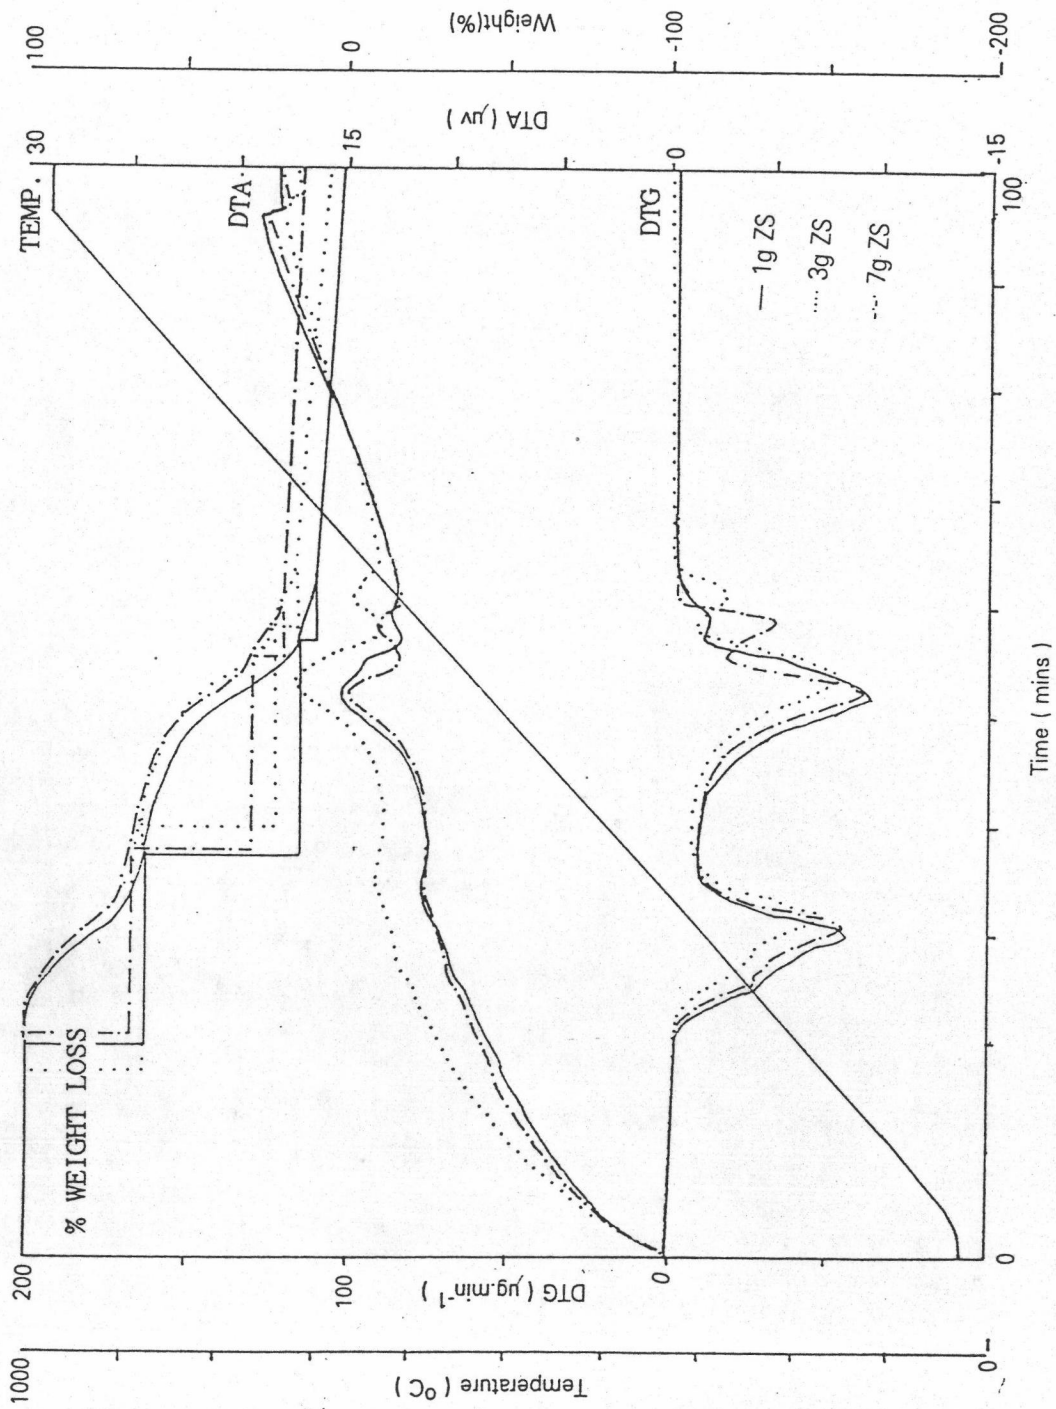 1000
0
Temperature ( °C )
200
100
0
DTG ( µg.min⁻¹ )
% WEIGHT LOSS
TEMP.
DTA
DTG
— 1g ZS
..... 3g ZS
-·-· 7g ZS
30
15
0
-15
DTA ( µv )
100
0
-100
-200
Weight(%)
0
100
Time ( mins )